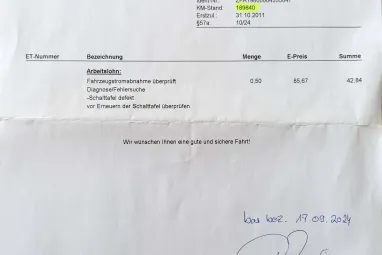 KM-Stand: 189840
Erstzul.: 31.10.2011
§57a: 10/24
ET-Nummer Bezeichnung Menge E-Preis Summe
Arbeitslohn:
Fahrzeugstromabnahme überprüft 0,50 85,67 42,84
Diagnose/Fehlersuche
-Schalttafel defekt
vor Erneuern der Schalttafel überprüfen
Wir wünschen Ihnen eine gute und sichere Fahrt!
bar bez. 17.09.2024